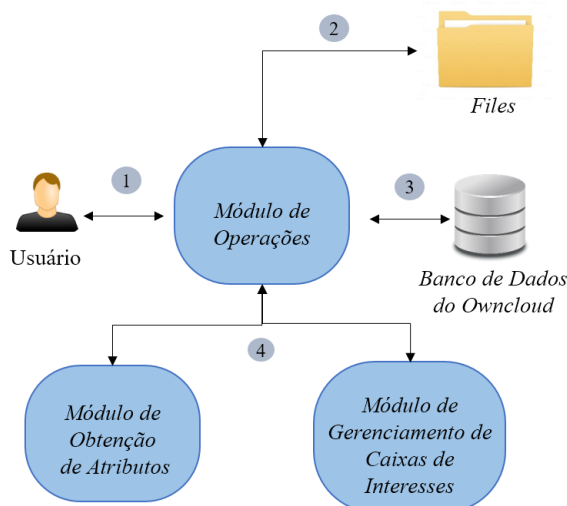 2
Files
1
3
Usuário
Módulo de
Operações
Banco de Dados
do Owncloud
4
Módulo de
Obtenção
de Atributos
Módulo de
Gerenciamento de
Caixas de
Interesses